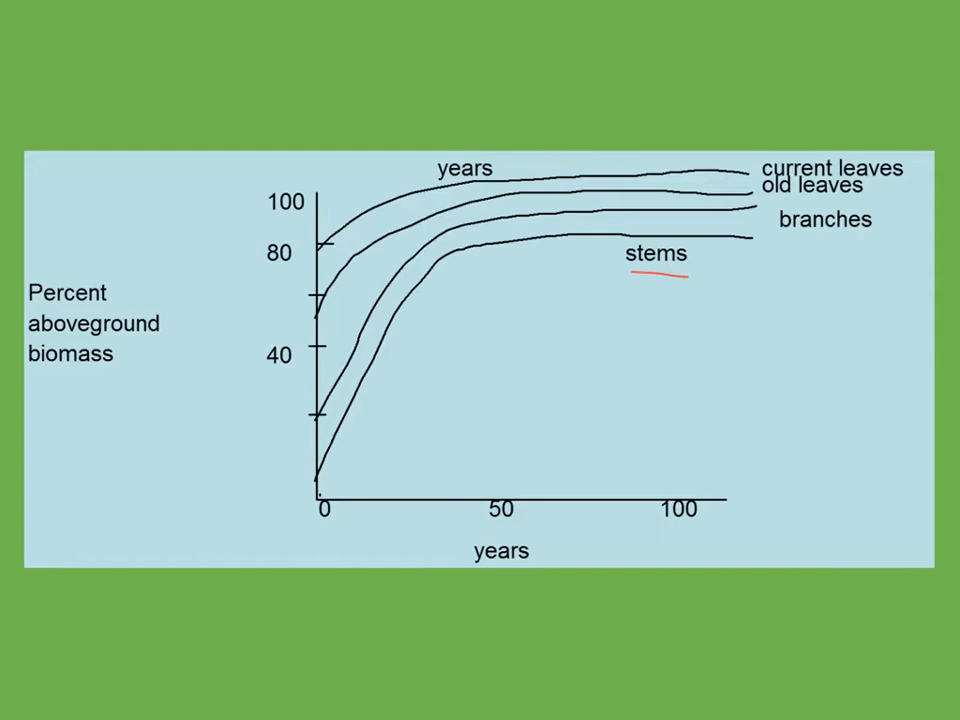 years
current leaves
old leaves
100
branches
80
stems
Percent
aboveground
biomass
40
0
50
100
years